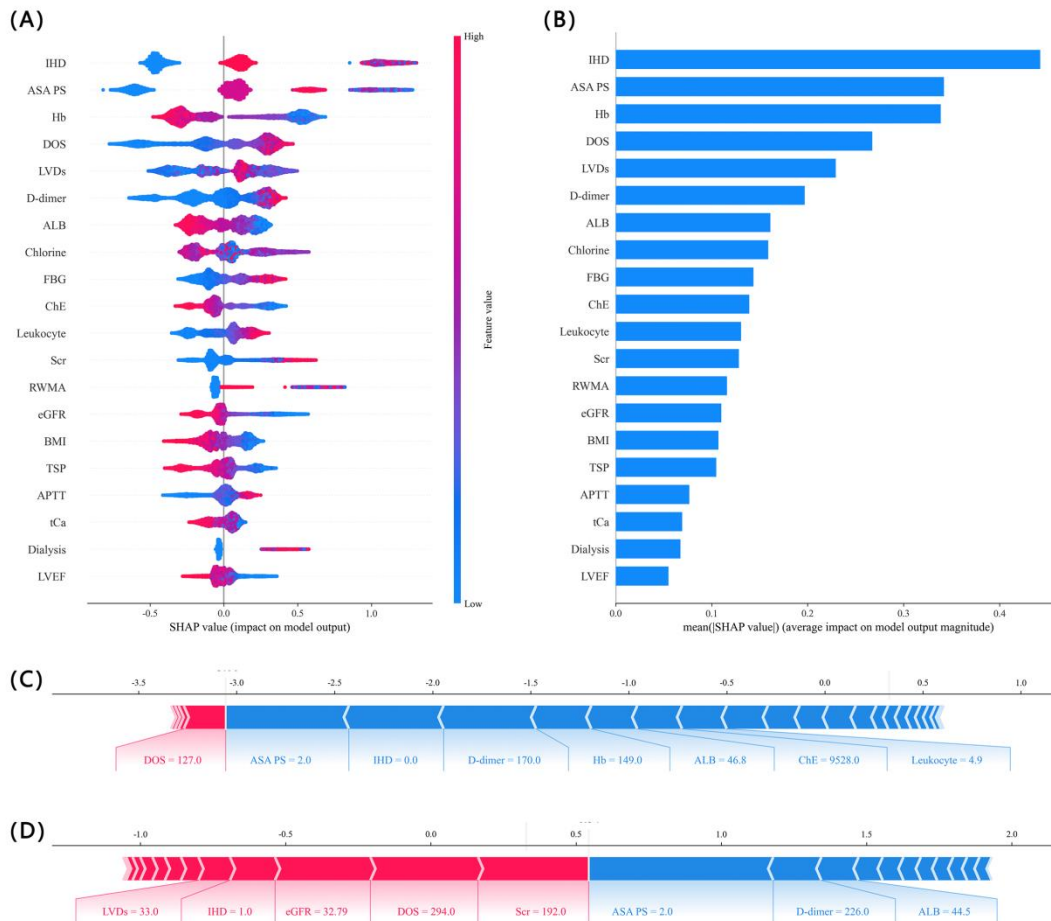 (A)
High
IHD
ASA PS
Hb
DOS
LVDs
D-dimer
ALB
Chlorine
FBG
ChE
Leukocyte
Scr
RWMA
eGFR
BMI
TSP
APTT
tCa
Dialysis
LVEF
Feature value
Low
-0.5 0.0 0.5 1.0
SHAP value (impact on model output)
(B)
IHD
ASA PS
Hb
DOS
LVDs
D-dimer
ALB
Chlorine
FBG
ChE
Leukocyte
Scr
RWMA
eGFR
BMI
TSP
APTT
tCa
Dialysis
LVEF
0.0 0.1 0.2 0.3 0.4
mean(|SHAP value|) (average impact on model output magnitude)
(C)
-3.5 -3.0 -2.5 -2.0 -1.5 -1.0 -0.5 0.0 0.5 1.0
DOS = 127.0 ASA PS = 2.0 IHD = 0.0 D-dimer = 170.0 Hb = 149.0 ALB = 46.8 ChE = 9528.0 Leukocyte = 4.9
(D)
-1.0 -0.5 0.0 0.5 1.0 1.5 2.0
LVDs = 33.0 IHD = 1.0 eGFR = 32.79 DOS = 294.0 Scr = 192.0 ASA PS = 2.0 D-dimer = 226.0 ALB = 44.5